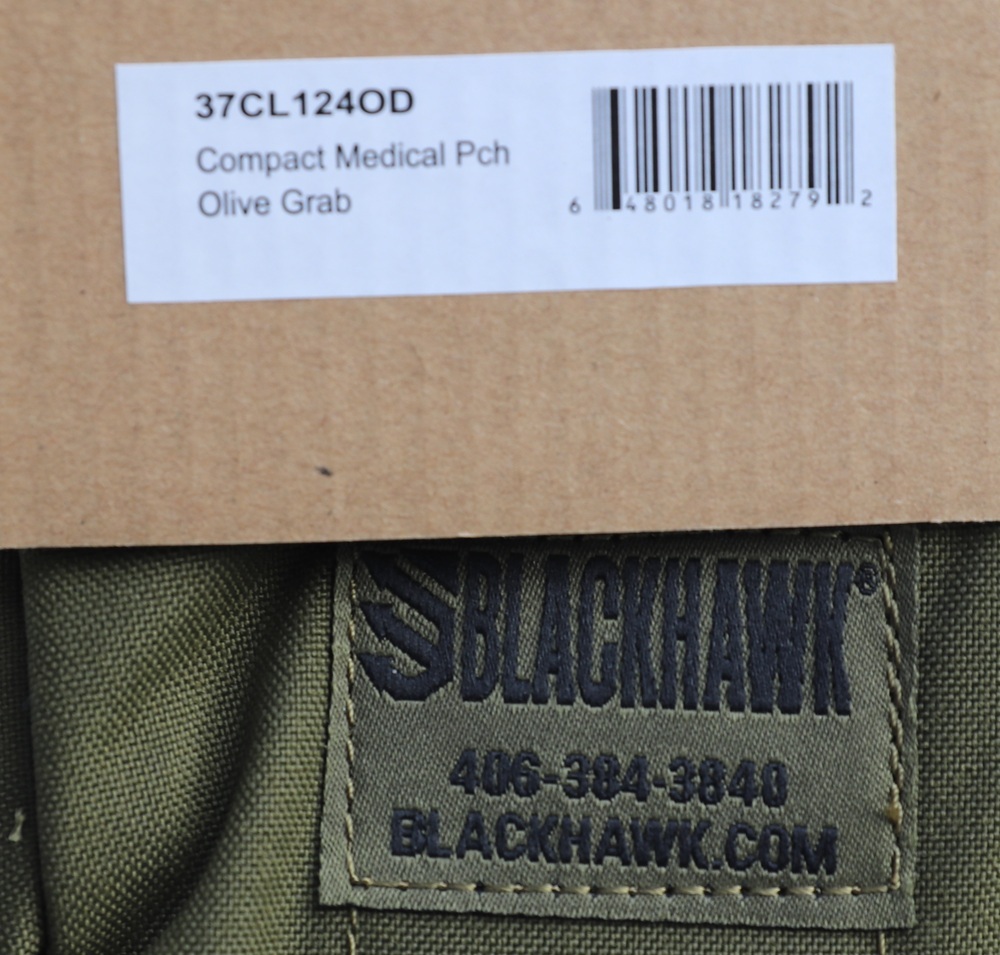 37CL124OD
Compact Medical Pch
Olive Grab
6 48018 18279 2
BLACKHAWK®
406-384-3840
BLACKHAWK.COM